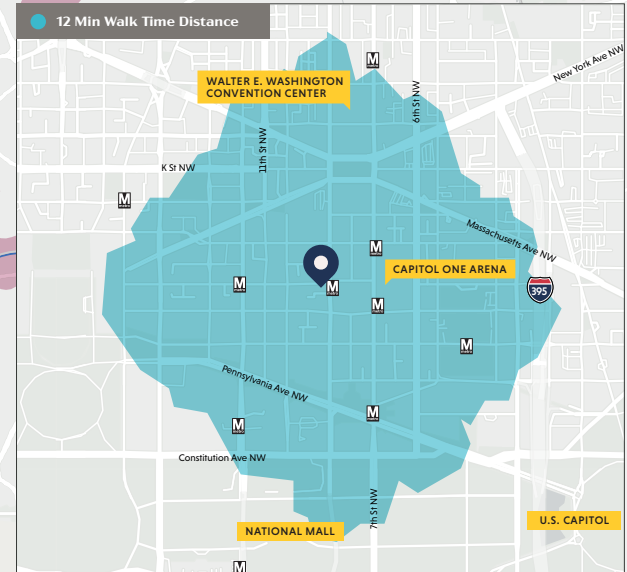 12 Min Walk Time Distance
M
New York Ave NW
WALTER E. WASHINGTON
CONVENTION CENTER
6th St NW
11th St NW
K St NW
M
Massachusetts Ave NW
M
CAPITOL ONE ARENA
M
M
395
M
M
Pennsylvania Ave NW
M
M
Constitution Ave NW
7th St NW
U.S. CAPITOL
NATIONAL MALL
M